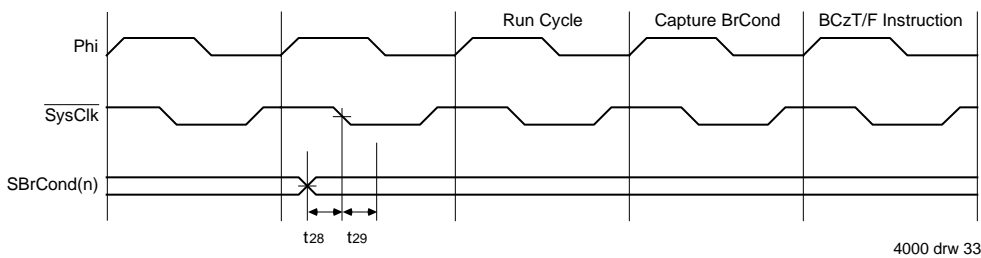 Run Cycle Capture BrCond BCzT/F Instruction
Phi
SysClk
SBrCond(n)
t28 t29
4000 drw 33